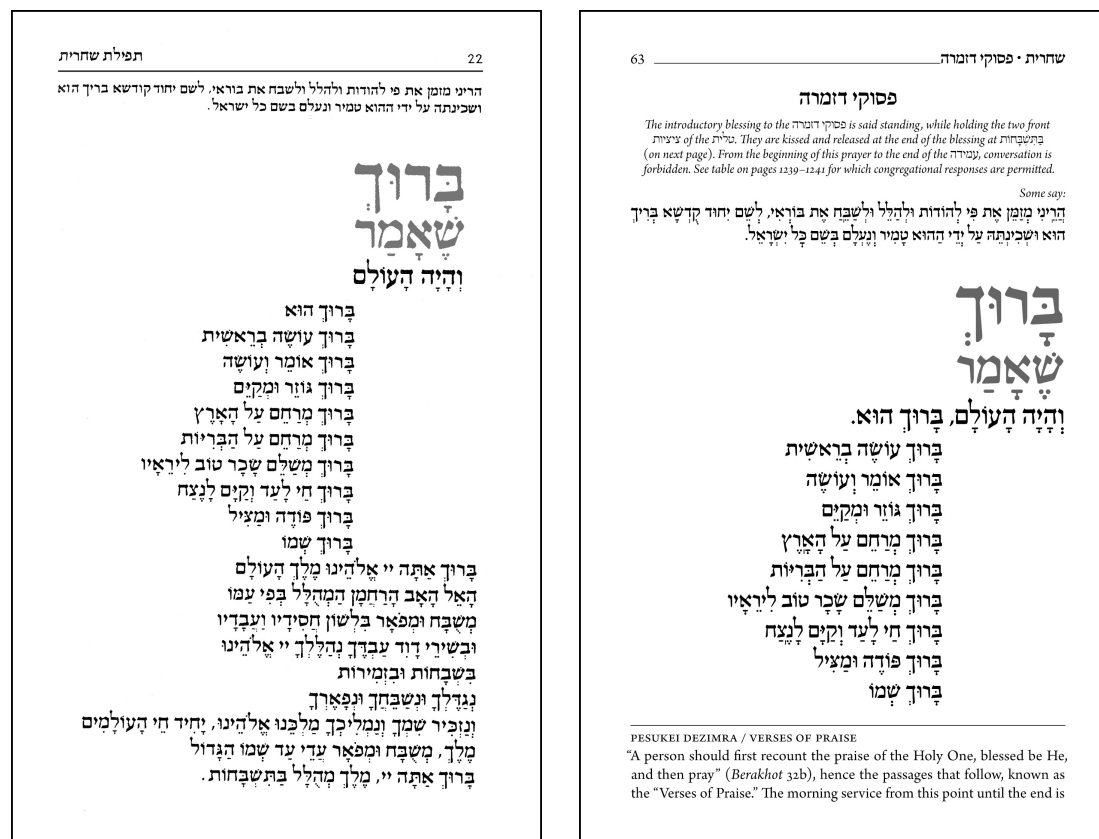 תפילת שחרית 22
הריני מזמן את פי להודות ולהלל ולשבח את בוראי, לשם יחוד קודשא בריך הוא
ושכינתה על ידי ההוא טמיר ונעלם בשם כל ישראל.
בָּרוּךְ
שֶׁאָמַר
וְהָיָה הָעוֹלָם
בָּרוּךְ הוּא
בָּרוּךְ עוֹשֶׂה בְרֵאשִׁית
בָּרוּךְ אוֹמֵר וְעוֹשֶׂה
בָּרוּךְ גּוֹזֵר וּמְקַיֵּם
בָּרוּךְ מְרַחֵם עַל הָאָרֶץ
בָּרוּךְ מְרַחֵם עַל הַבְּרִיּוֹת
בָּרוּךְ מְשַׁלֵּם שָׂכָר טוֹב לִירֵאָיו
בָּרוּךְ חַי לָעַד וְקַיָּם לָנֶצַח
בָּרוּךְ פּוֹדֶה וּמַצִּיל
בָּרוּךְ שְׁמוֹ
בָּרוּךְ אַתָּה יי אֱלֹהֵינוּ מֶלֶךְ הָעוֹלָם
הָאֵל הָאָב הָרַחֲמָן הַמְהֻלָּל בְּפִי עַמּוֹ
מְשֻׁבָּח וּמְפֹאָר בִּלְשׁוֹן חֲסִידָיו וַעֲבָדָיו
וּבְשִׁירֵי דָוִד עַבְדֶּךָ נְהַלֶּלְךָ יי אֱלֹהֵינוּ
בִּשְׁבָחוֹת וּבִזְמִירוֹת
נְגַדֶּלְךָ וּנְשַׁבֵּחֲךָ וּנְפָאֶרְךָ
וְנַזְכִּיר שִׁמְךָ וְנַמְלִיכְךָ מַלְכֵּנוּ אֱלֹהֵינוּ, יָחִיד חֵי הָעוֹלָמִים
מֶלֶךְ, מְשֻׁבָּח וּמְפֹאָר עֲדֵי עַד שְׁמוֹ הַגָּדוֹל
בָּרוּךְ אַתָּה יי, מֶלֶךְ מְהֻלָּל בַּתִּשְׁבָּחוֹת.
שחרית • פסוקי דזמרה 63
פסוקי דזמרה
The introductory blessing to the פסוקי דזמרה is said standing, while holding the two front
ציציות of the טלית. They are kissed and released at the end of the blessing at בַּתִּשְׁבָּחוֹת
(on next page). From the beginning of this prayer to the end of the עמידה, conversation is
forbidden. See table on pages 1239–1241 for which congregational responses are permitted.
Some say:
הֲרֵינִי מְזַמֵּן אֶת פִּי לְהוֹדוֹת וּלְהַלֵּל וּלְשַׁבֵּחַ אֶת בּוֹרְאִי, לְשֵׁם יִחוּד קֻדְשָׁא בְּרִיךְ
הוּא וּשְׁכִינְתֵּהּ עַל יְדֵי הַהוּא טָמִיר וְנֶעְלָם בְּשֵׁם כָּל יִשְׂרָאֵל.
בָּרוּךְ
שֶׁאָמַר
וְהָיָה הָעוֹלָם, בָּרוּךְ הוּא.
בָּרוּךְ עוֹשֶׂה בְרֵאשִׁית
בָּרוּךְ אוֹמֵר וְעוֹשֶׂה
בָּרוּךְ גּוֹזֵר וּמְקַיֵּם
בָּרוּךְ מְרַחֵם עַל הָאָרֶץ
בָּרוּךְ מְרַחֵם עַל הַבְּרִיּוֹת
בָּרוּךְ מְשַׁלֵּם שָׂכָר טוֹב לִירֵאָיו
בָּרוּךְ חַי לָעַד וְקַיָּם לָנֶצַח
בָּרוּךְ פּוֹדֶה וּמַצִּיל
בָּרוּךְ שְׁמוֹ
PESUKEI DEZIMRA / VERSES OF PRAISE
“A person should first recount the praise of the Holy One, blessed be He,
and then pray” (Berakhot 32b), hence the passages that follow, known as
the “Verses of Praise.” The morning service from this point until the end is